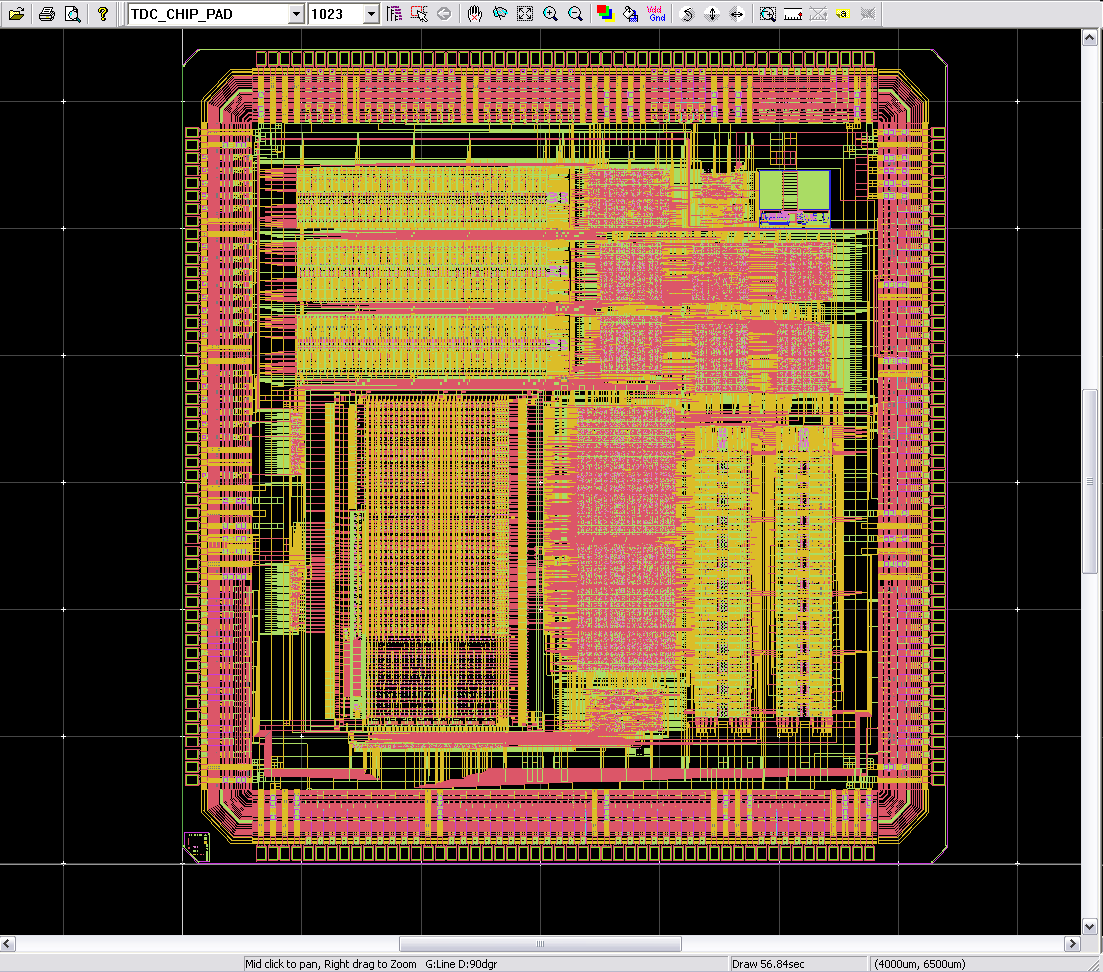 TDC_CHIP_PAD 1023 Vdd Gnd a
Mid click to pan, Right drag to Zoom G:Line D:90dgr Draw 56.84sec (4000um, 6500um)